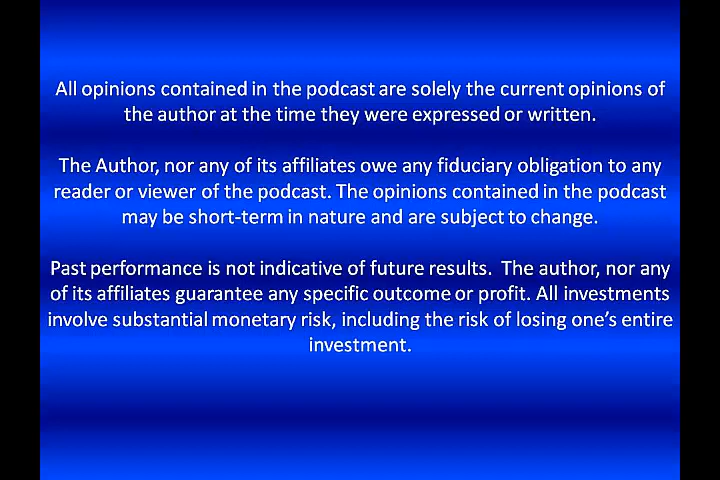 All opinions contained in the podcast are solely the current opinions of
the author at the time they were expressed or written.
The Author, nor any of its affiliates owe any fiduciary obligation to any
reader or viewer of the podcast. The opinions contained in the podcast
may be short-term in nature and are subject to change.
Past performance is not indicative of future results.  The author, nor any
of its affiliates guarantee any specific outcome or profit. All investments
involve substantial monetary risk, including the risk of losing one’s entire
investment.